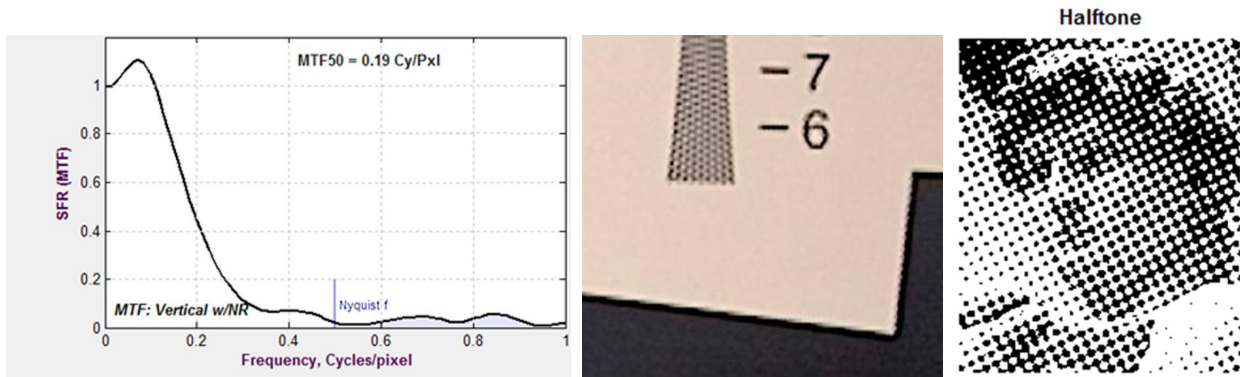 Halftone
MTF50 = 0.19 Cy/Pxl
1
0.8
0.6
0.4
0.2
0
SFR (MTF)
MTF: Vertical w/NR
Nyquist f
0 0.2 0.4 0.6 0.8 1
Frequency, Cycles/pixel
- 7
- 6